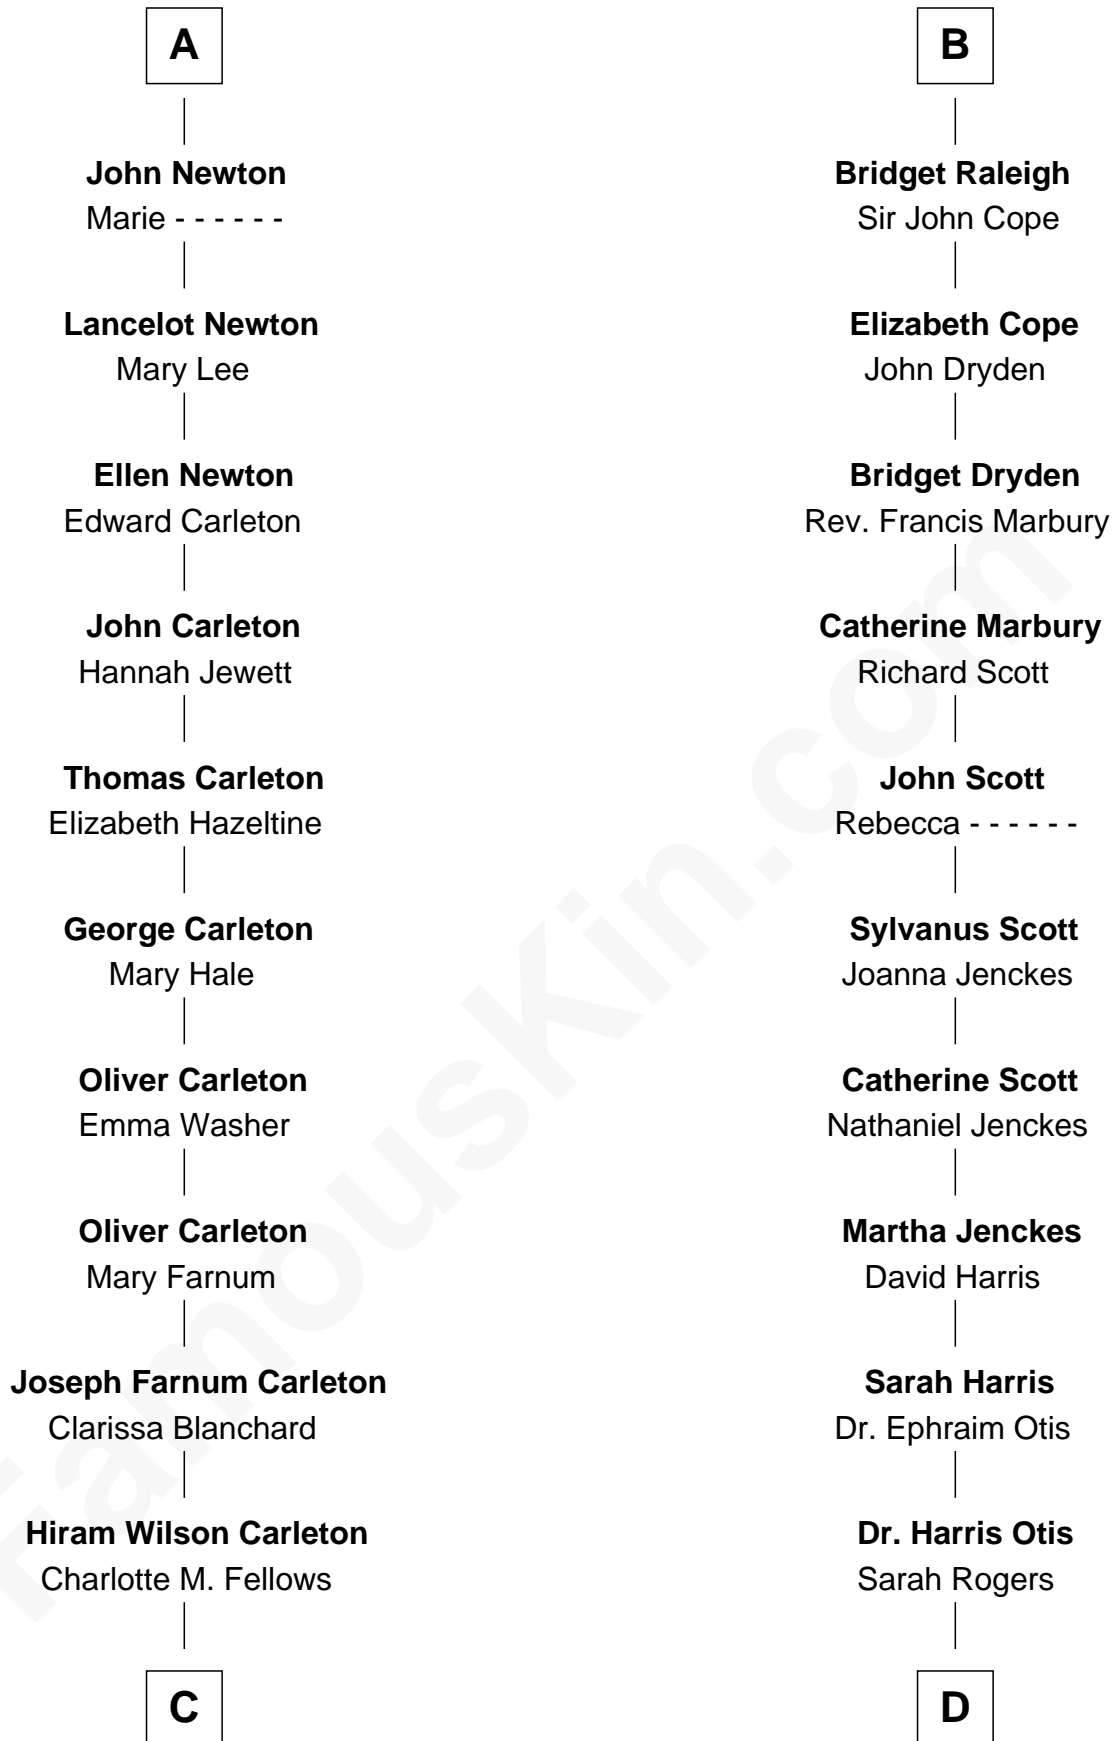 A
John Newton
Marie - - - - - -
Lancelot Newton
Mary Lee
Ellen Newton
Edward Carleton
John Carleton
Hannah Jewett
Thomas Carleton
Elizabeth Hazeltine
George Carleton
Mary Hale
Oliver Carleton
Emma Washer
Oliver Carleton
Mary Farnum
Joseph Farnum Carleton
Clarissa Blanchard
Hiram Wilson Carleton
Charlotte M. Fellows
C
B
Bridget Raleigh
Sir John Cope
Elizabeth Cope
John Dryden
Bridget Dryden
Rev. Francis Marbury
Catherine Marbury
Richard Scott
John Scott
Rebecca - - - - - -
Sylvanus Scott
Joanna Jenckes
Catherine Scott
Nathaniel Jenckes
Martha Jenckes
David Harris
Sarah Harris
Dr. Ephraim Otis
Dr. Harris Otis
Sarah Rogers
D
FamousKin.com